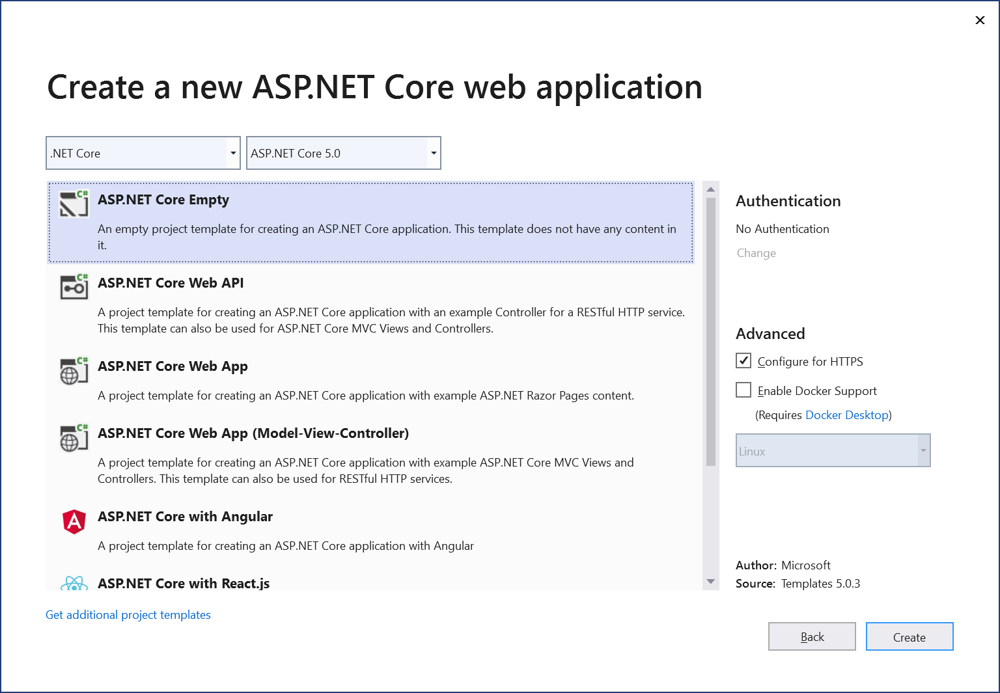 Create a new ASP.NET Core web application
.NET Core
ASP.NET Core 5.0
C#
ASP.NET Core Empty
An empty project template for creating an ASP.NET Core application. This template does not have any content in
it.
C#
ASP.NET Core Web API
A project template for creating an ASP.NET Core application with an example Controller for a RESTful HTTP service.
This template can also be used for ASP.NET Core MVC Views and Controllers.
C#
ASP.NET Core Web App
A project template for creating an ASP.NET Core application with example ASP.NET Razor Pages content.
C#
ASP.NET Core Web App (Model-View-Controller)
A project template for creating an ASP.NET Core application with example ASP.NET Core MVC Views and
Controllers. This template can also be used for RESTful HTTP services.
A
ASP.NET Core with Angular
A project template for creating an ASP.NET Core application with Angular
ASP.NET Core with React.js
Get additional project templates
Authentication
No Authentication
Change
Advanced
Configure for HTTPS
Enable Docker Support
(Requires Docker Desktop)
Linux
Author: Microsoft
Source: Templates 5.0.3
Back
Create